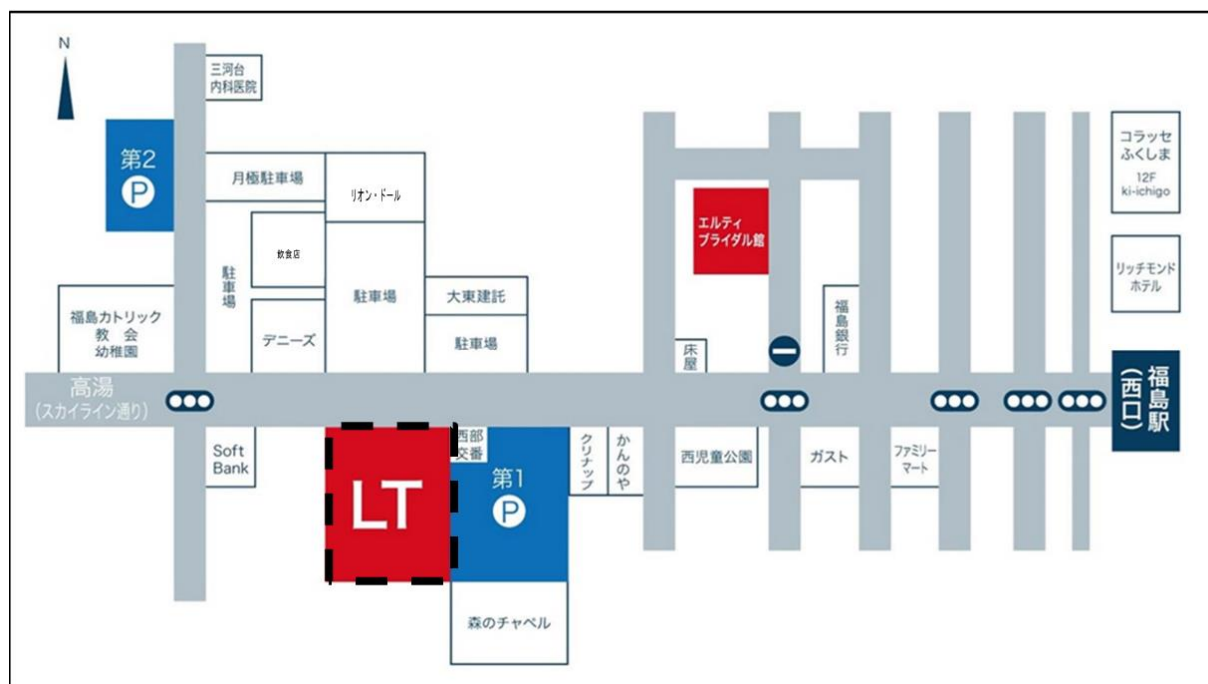 N
三河台
内科医院
第2
P
月極駐車場
リオン・ドール
飲食店
駐車場
デニーズ
駐車場
大東建託
駐車場
福島カトリック
教 会
幼稚園
エルティ
ブライダル館
床屋
福島銀行
コラッセ
ふくしま
12F
ki-ichigo
リッチモンド
ホテル
福島駅
(西口)
高湯
(スカイライン通り)
Soft
Bank
LT
西部
交番
第1
P
クリナップ
かんのや
西児童公園
ガスト
ファミリー
マート
森のチャペル